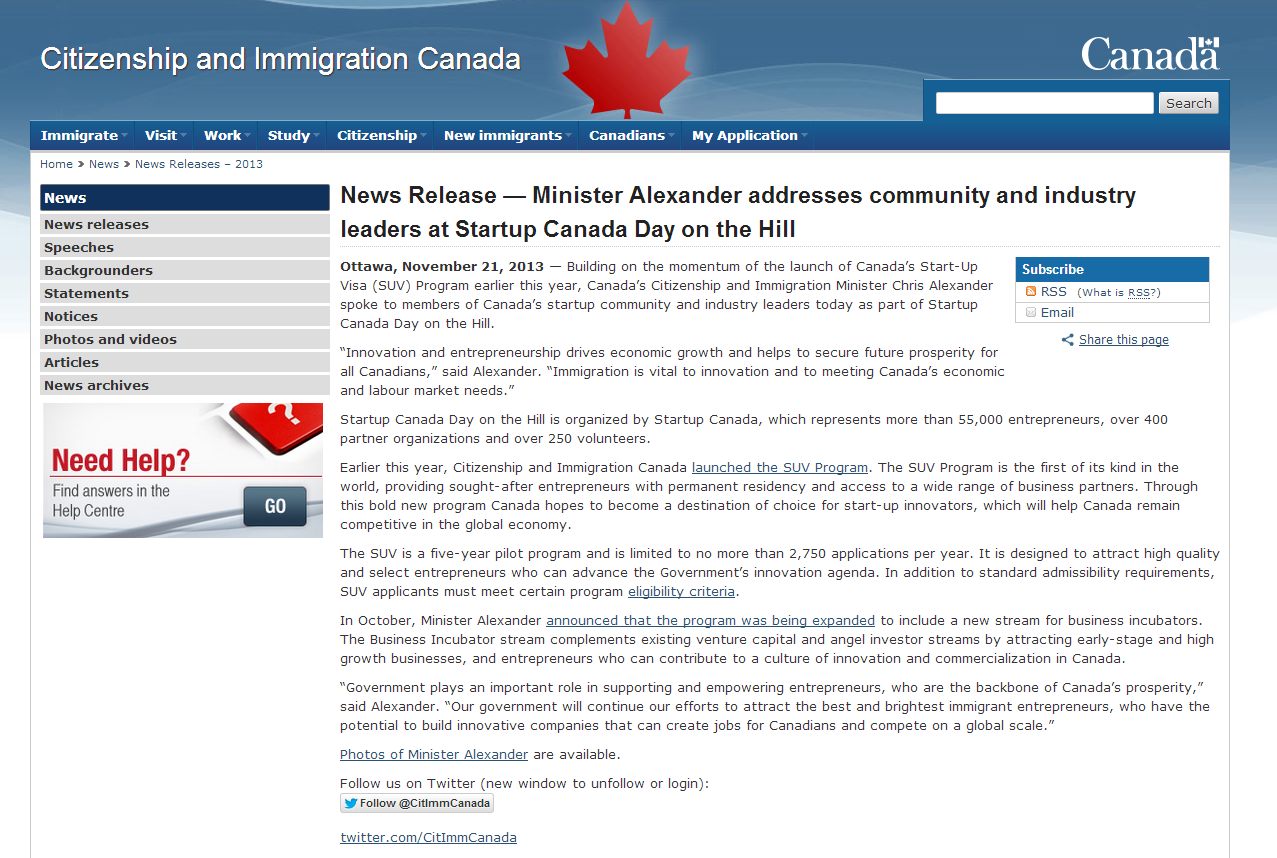 Citizenship and Immigration Canada
Canada
Search
Immigrate Visit Work Study Citizenship New immigrants Canadians My Application
Home » News » News Releases – 2013
News
News releases
Speeches
Backgrounders
Statements
Notices
Photos and videos
Articles
News archives
?
Need Help?
Find answers in the
Help Centre
GO
News Release — Minister Alexander addresses community and industry
leaders at Startup Canada Day on the Hill
Subscribe
RSS (What is RSS?)
Email
Share this page
Ottawa, November 21, 2013 — Building on the momentum of the launch of Canada’s Start-Up
Visa (SUV) Program earlier this year, Canada’s Citizenship and Immigration Minister Chris Alexander
spoke to members of Canada’s startup community and industry leaders today as part of Startup
Canada Day on the Hill.
“Innovation and entrepreneurship drives economic growth and helps to secure future prosperity for
all Canadians,” said Alexander. “Immigration is vital to innovation and to meeting Canada’s economic
and labour market needs.”
Startup Canada Day on the Hill is organized by Startup Canada, which represents more than 55,000 entrepreneurs, over 400
partner organizations and over 250 volunteers.
Earlier this year, Citizenship and Immigration Canada launched the SUV Program. The SUV Program is the first of its kind in the
world, providing sought-after entrepreneurs with permanent residency and access to a wide range of business partners. Through
this bold new program Canada hopes to become a destination of choice for start-up innovators, which will help Canada remain
competitive in the global economy.
The SUV is a five-year pilot program and is limited to no more than 2,750 applications per year. It is designed to attract high quality
and select entrepreneurs who can advance the Government’s innovation agenda. In addition to standard admissibility requirements,
SUV applicants must meet certain program eligibility criteria.
In October, Minister Alexander announced that the program was being expanded to include a new stream for business incubators.
The Business Incubator stream complements existing venture capital and angel investor streams by attracting early-stage and high
growth businesses, and entrepreneurs who can contribute to a culture of innovation and commercialization in Canada.
“Government plays an important role in supporting and empowering entrepreneurs, who are the backbone of Canada’s prosperity,”
said Alexander. “Our government will continue our efforts to attract the best and brightest immigrant entrepreneurs, who have the
potential to build innovative companies that can create jobs for Canadians and compete on a global scale.”
Photos of Minister Alexander are available.
Follow us on Twitter (new window to unfollow or login):
Follow @CitImmCanada
twitter.com/CitImmCanada